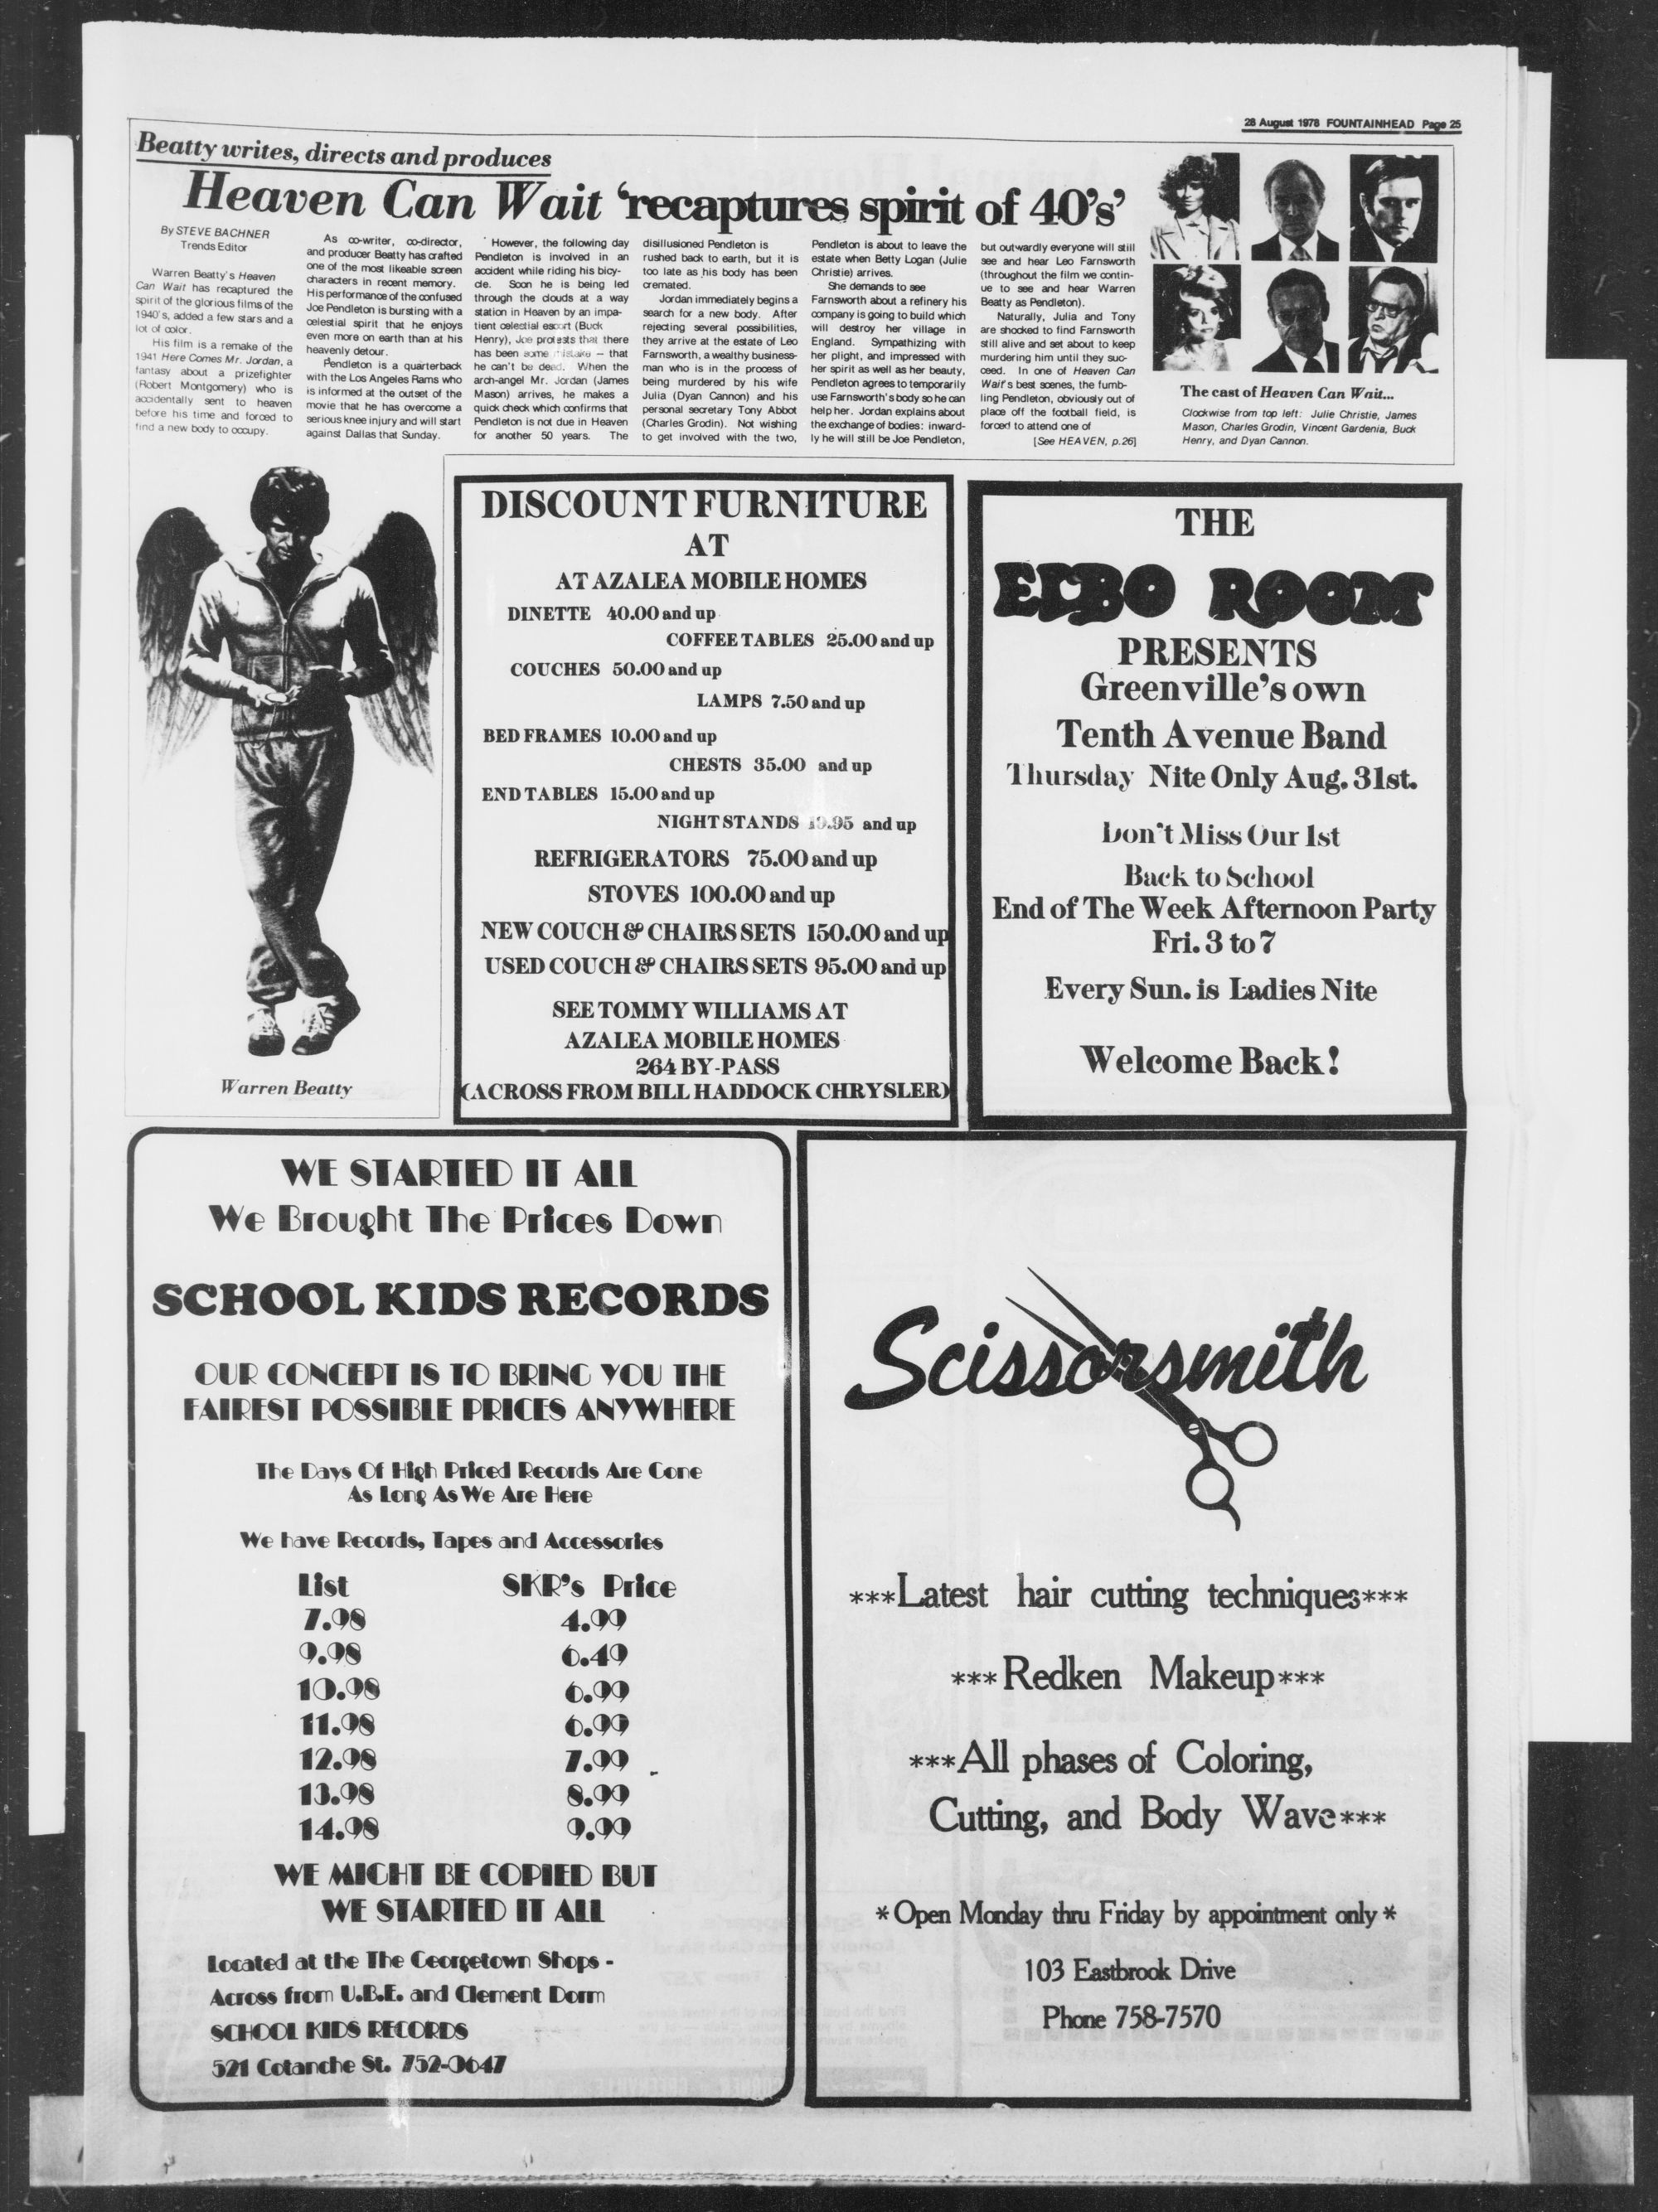 28 August 1978 FOUNTAINHEAD Page 25
Beatty writes, directs and produces
Heaven Can Wait ‘recaptures spirit of 40’s’
By STEVE BACHNER
Trends Editor
Warren Beatty's Heaven
Can Wait has recaptured the
spirit of the glorious films of the
1940's, added a few stars and a
lot of color.
His film is a remake of the
1941 Here Comes Mr. Jordan, a
fantasy about a prizefighter
(Robert Montgomery) who is
accidentally sent to heaven
before his time and forced to
find a new body to occupy.
As co-writer, co-director,
and producer Beatty has crafted
one of the most likeable screen
characters in recent memory.
His performance of the confused
Joe Pendleton is bursting with a
celestial spirit that he enjoys
even more on earth than at his
heavenly detour.
Pendleton is a quarterback
with the Los Angeles Rams who
is informed at the outset of the
movie that he has overcome a
serious knee injury and will start
against Dallas that Sunday.
However, the following day
Pendleton is involved in an
accident while riding his bicy-
cle. Soon he is being led
through the clouds at a way
station in Heaven by an impa-
tient celestial escort (Buck
Henry), Joe protests that there
has been some mistake — that
he can't be dead. When the
arch-angel Mr. Jordan (James
Mason) arrives, he makes a
quick check which confirms that
Pendleton is not due in Heaven
for another 50 years. The
disillusioned Pendleton is
rushed back to earth, but it is
too late as his body has been
cremated.
Jordan immediately begins a
search for a new body. After
rejecting several possibilities,
they arrive at the estate of Leo
Farnsworth, a wealthy business-
man who is in the process of
being murdered by his wife
Julia (Dyan Cannon) and his
personal secretary Tony Abbot
(Charles Grodin). Not wishing
to get involved with the two,
Pendleton is about to leave the
estate when Betty Logan (Julie
Christie) arrives.
She demands to see
Farnsworth about a refinery his
company is going to build which
will destroy her village in
England. Sympathizing with
her plight, and impressed with
her spirit as well as her beauty,
Pendleton agrees to temporarily
use Farnsworth's body so he can
help her. Jordan explains about
the exchange of bodies: inward-
ly he will still be Joe Pendleton,
but outwardly everyone will still
see and hear Leo Farnsworth
(throughout the film we contin-
ue to see and hear Warren
Beatty as Pendleton).
Naturally, Julia and Tony
are shocked to find Farnsworth
still alive and set about to keep
murdering him until they suc-
ceed. In one of Heaven Can
Wait's best scenes, the fumb-
ling Pendleton, obviously out of
place off the football field, is
forced to attend one of
[See HEAVEN, p.26]
The cast of Heaven Can Wait...
Clockwise from top left: Julie Christie, James
Mason, Charles Grodin, Vincent Gardenia, Buck
Henry, and Dyan Cannon.
Warren Beatty
DISCOUNT FURNITURE
AT
AT AZALEA MOBILE HOMES
DINETTE 40.00 and up
COFFEE TABLES 25.00 and up
COUCHES 50.00 and up
LAMPS 7.50 and up
BED FRAMES 10.00 and up
CHESTS 35.00 and up
END TABLES 15.00 and up
NIGHT STANDS 19.95 and up
REFRIGERATORS 75.00 and up
STOVES 100.00 and up
NEW COUCH & CHAIRS SETS 150.00 and up
USED COUCH & CHAIRS SETS 95.00 and up
SEE TOMMY WILLIAMS AT
AZALEA MOBILE HOMES
264 BY-PASS
(ACROSS FROM BILL HADDOCK CHRYSLER)
THE
ELBO ROOM
PRESENTS
Greenville's own
Tenth Avenue Band
Thursday Nite Only Aug. 31st.
Don't Miss Our 1st
Back to School
End of The Week Afternoon Party
Fri. 3 to 7
Every Sun. is Ladies Nite
Welcome Back!
WE STARTED IT ALL
We Brought The Prices Down
SCHOOL KIDS RECORDS
OUR CONCEPT IS TO BRING YOU THE
FAIREST POSSIBLE PRICES ANYWHERE
The Days Of High Priced Records Are Gone
As Long As We Are Here
We have Records, Tapes and Accessories
List SKR's Price
7.98 4.99
9.98 6.49
10.98 6.99
11.98 6.99
12.98 7.99
13.98 8.99
14.98 9.99
WE MIGHT BE COPIED BUT
WE STARTED IT ALL
Located at the The Georgetown Shops -
Across from U.B.E. and Clement Dorm
SCHOOL KIDS RECORDS
521 Cotanche St. 752-0647
Scissorsmith
***Latest hair cutting techniques***
***Redken Makeup***
***All phases of Coloring,
Cutting, and Body Wave***
*Open Monday thru Friday by appointment only*
103 Eastbrook Drive
Phone 758-7570